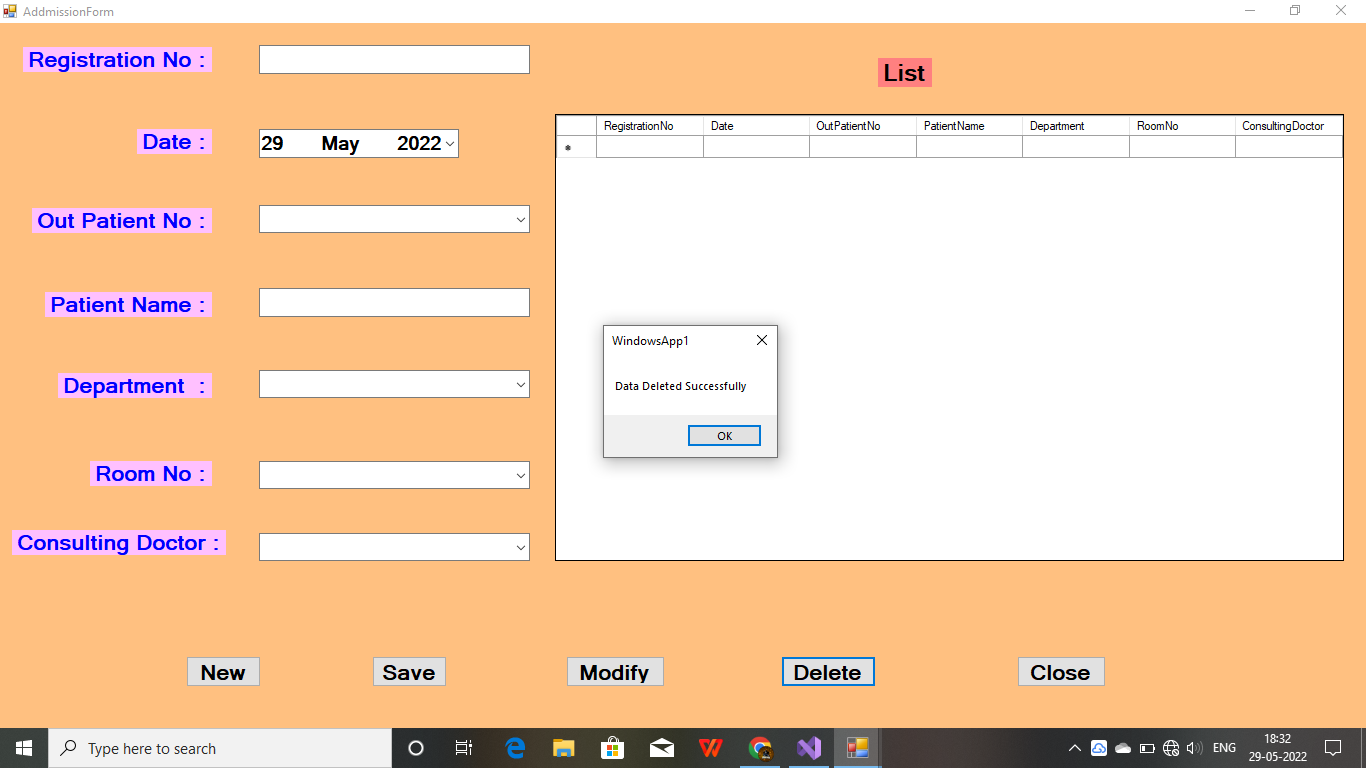 AddmissionForm
Registration No :
List
RegistrationNo Date OutPatientNo PatientName Department RoomNo ConsultingDoctor
Date : 29 May 2022
Out Patient No :
Patient Name :
WindowsApp1
Data Deleted Successfully
OK
Department :
Room No :
Consulting Doctor :
New Save Modify Delete Close
Type here to search
ENG
18:32
29-05-2022